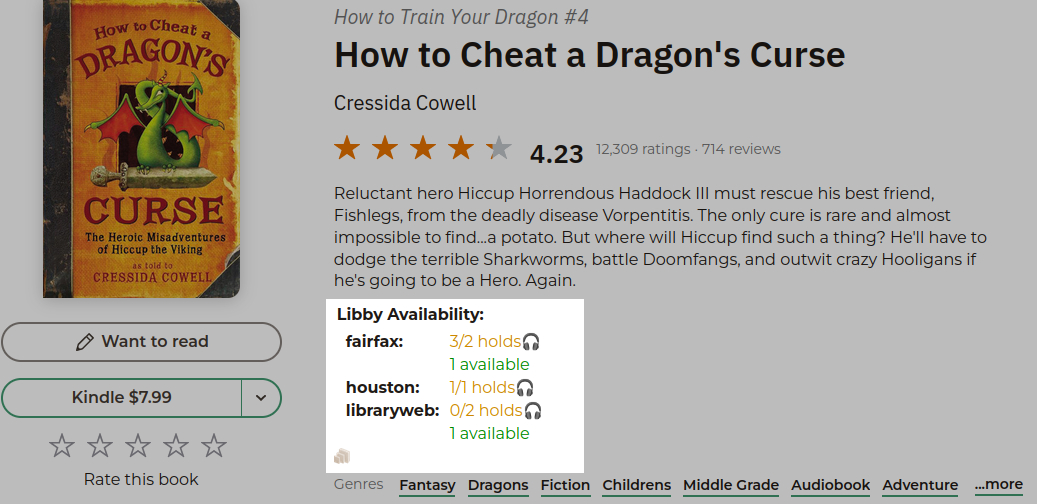 How to Cheat a
DRAGON'S
CURSE
The Heroic Misadventures
of Hiccup the Viking
as told to
CRESSIDA COWELL
Want to read
Kindle $7.99
Rate this book
How to Train Your Dragon #4
How to Cheat a Dragon's Curse
Cressida Cowell
4.23 12,309 ratings · 714 reviews
Reluctant hero Hiccup Horrendous Haddock III must rescue his best friend,
Fishlegs, from the deadly disease Vorpentitis. The only cure is rare and almost
impossible to find...a potato. But where will Hiccup find such a thing? He'll have to
dodge the terrible Sharkworms, battle Doomfangs, and outwit crazy Hooligans if
he's going to be a Hero. Again.
Libby Availability:
fairfax: 3/2 holds
1 available
houston: 1/1 holds
libraryweb: 0/2 holds
1 available
Genres Fantasy Dragons Fiction Childrens Middle Grade Audiobook Adventure ...more